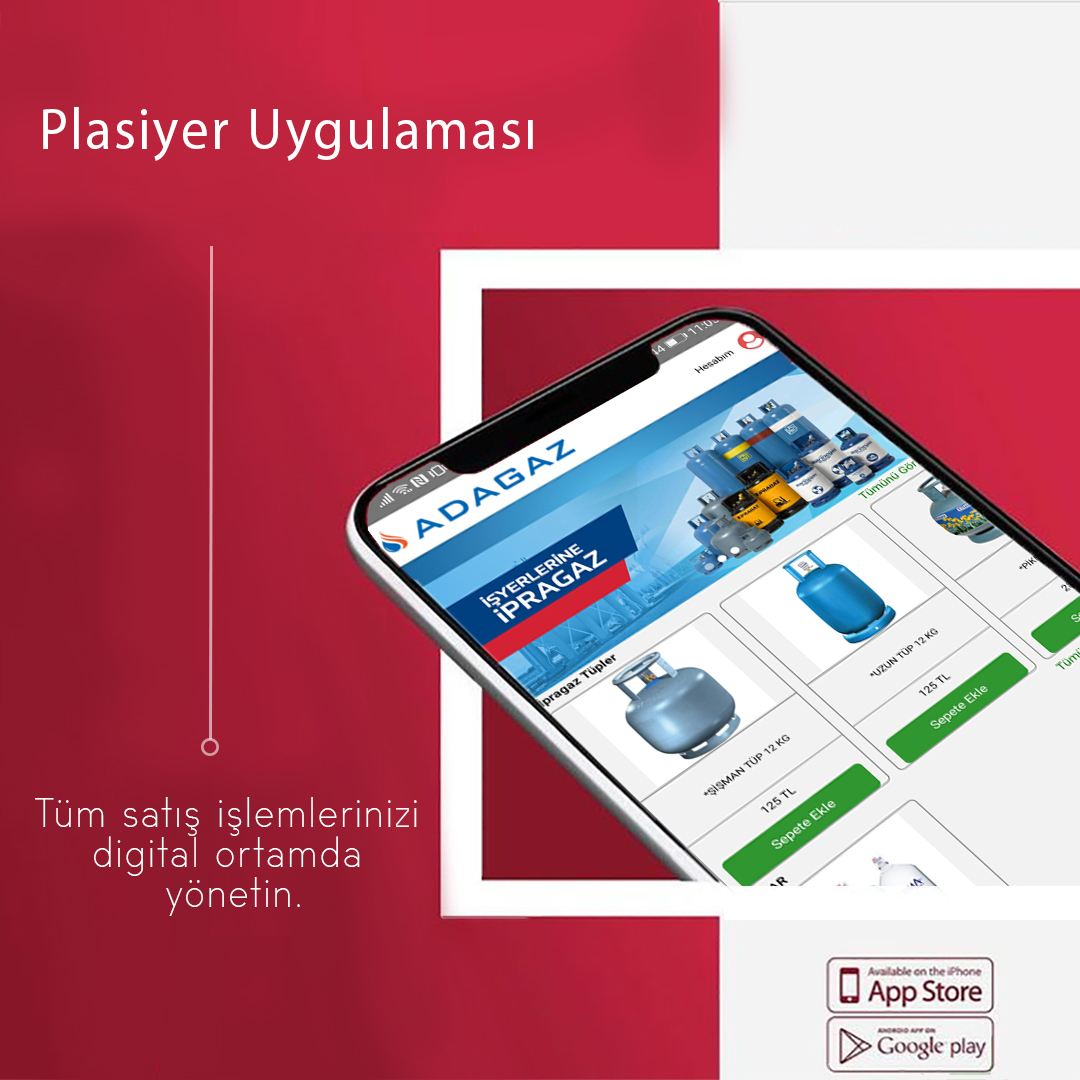 Plasiyer Uygulaması
11:03
Hesabım
ADAGAZ
İŞYERLERİNE
İPRAGAZ
Tümünü Gör
pragaz Tüpler
*ŞİŞMAN TÜP 12 KG
125 TL
Sepete Ekle
*UZUN TÜP 12 KG
125 TL
Sepete Ekle
*PİK
2
S
Tümü
AR
Tüm satış işlemlerinizi
digital ortamda
yönetin.
Available on the iPhone
App Store
ANDROID APP ON
Google play